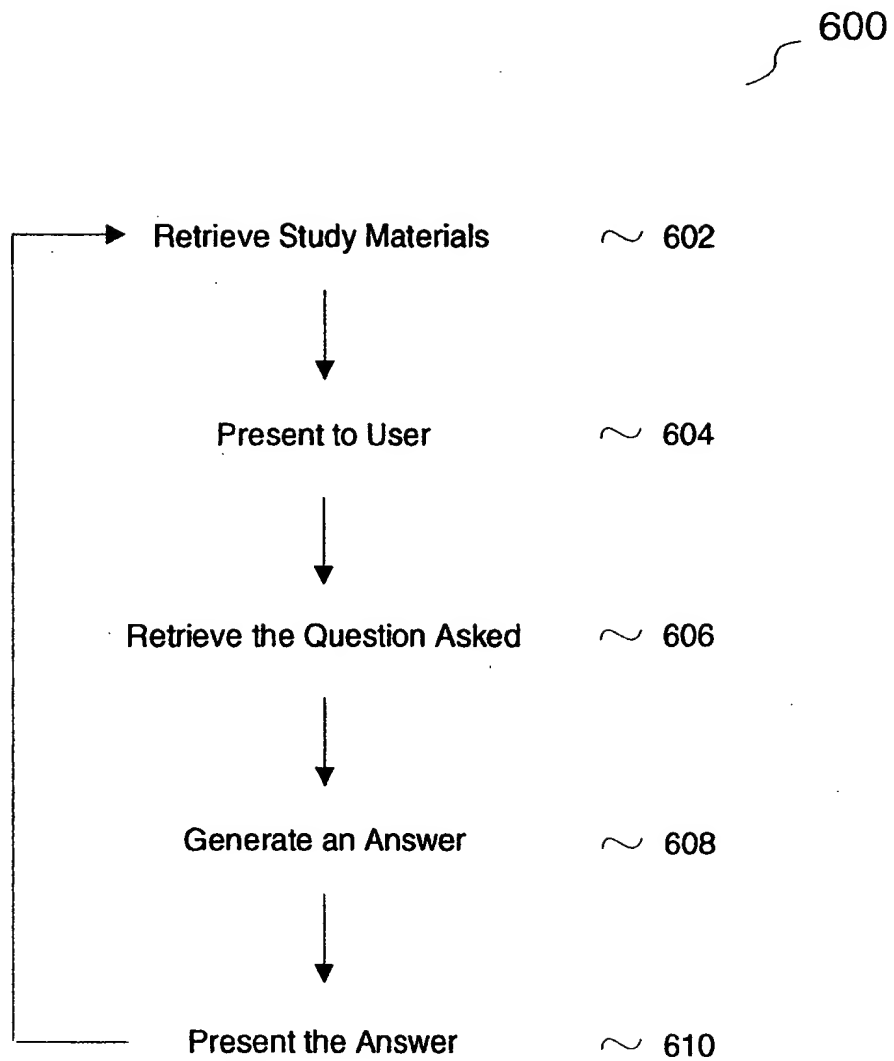 600
Retrieve Study Materials 602
Present to User 604
Retrieve the Question Asked 606
Generate an Answer 608
Present the Answer 610